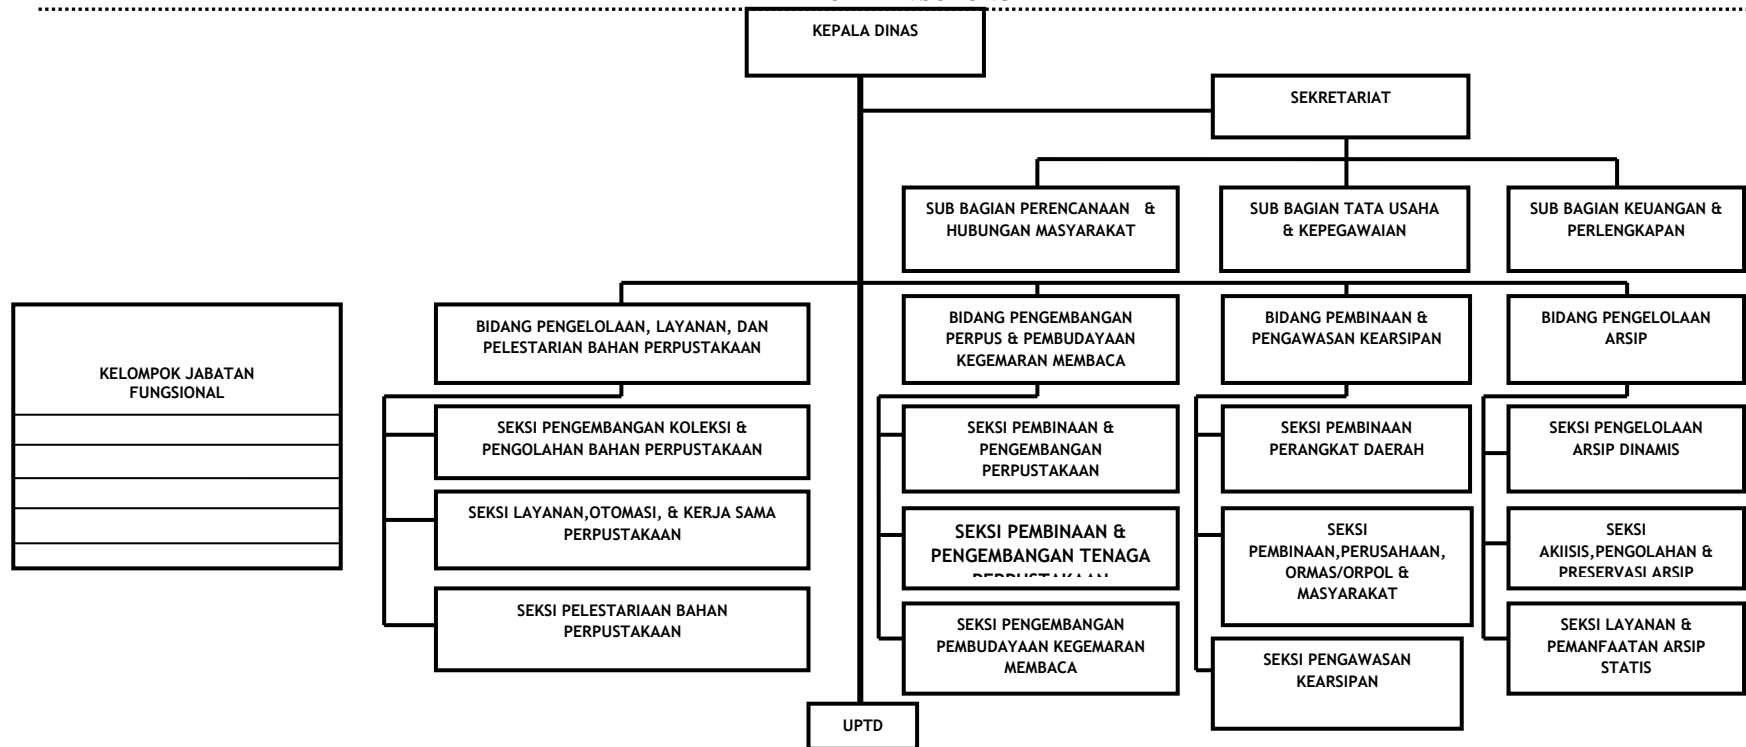 KEPALA DINAS
SEKRETARIAT
SUB BAGIAN PERENCANAAN &
HUBUNGAN MASYARAKAT
SUB BAGIAN TATA USAHA
& KEPEGAWAIAN
SUB BAGIAN KEUANGAN &
PERLENGKAPAN
KELOMPOK JABATAN
FUNGSIONAL
BIDANG PENGELOLAAN, LAYANAN, DAN
PELESTARIAN BAHAN PERPUSTAKAAN
BIDANG PENGEMBANGAN
PERPUS & PEMBUDAYAAN
KEGEMARAN MEMBACA
BIDANG PEMBINAAN &
PENGAWASAN KEARSIPAN
BIDANG PENGELOLAAN
ARSIP
SEKSI PENGEMBANGAN KOLEKSI &
PENGOLAHAN BAHAN PERPUSTAKAAN
SEKSI PEMBINAAN &
PENGEMBANGAN
PERPUSTAKAAN
SEKSI PEMBINAAN
PERANGKAT DAERAH
SEKSI PENGELOLAAN
ARSIP DINAMIS
SEKSI LAYANAN,OTOMASI, & KERJA SAMA
PERPUSTAKAAN
SEKSI PEMBINAAN &
PENGEMBANGAN TENAGA
PERPUSTAKAAN
SEKSI
PEMBINAAN,PERUSAHAAN,
ORMAS/ORPOL &
MASYARAKAT
SEKSI
AKIISIS,PENGOLAHAN &
PRESERVASI ARSIP
SEKSI PELESTARIAAN BAHAN
PERPUSTAKAAN
SEKSI PENGEMBANGAN
PEMBUDAYAAN KEGEMARAN
MEMBACA
SEKSI PENGAWASAN
KEARSIPAN
SEKSI LAYANAN &
PEMANFAATAN ARSIP
STATIS
UPTD